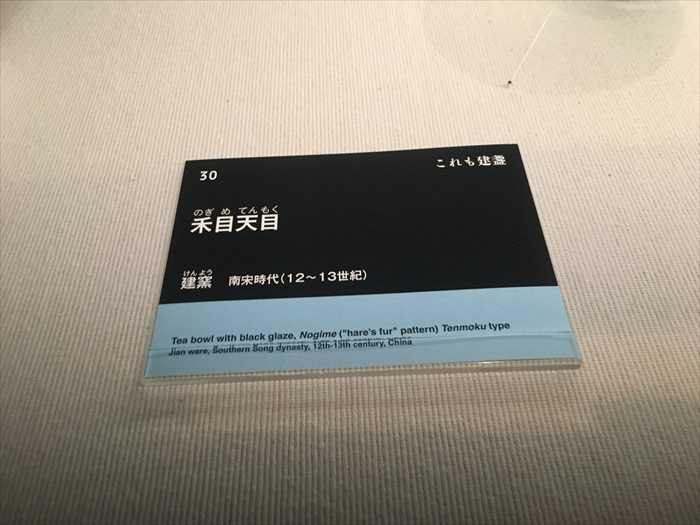 30
これも建盞
のぎめてんもく
禾目天目
けんよう
建窯 南宋時代(12～13世紀)
Tea bowl with black glaze, Nogime ("hare's fur" pattern) Tenmoku type
Jian ware, Southern Song dynasty, 12th-13th century, China